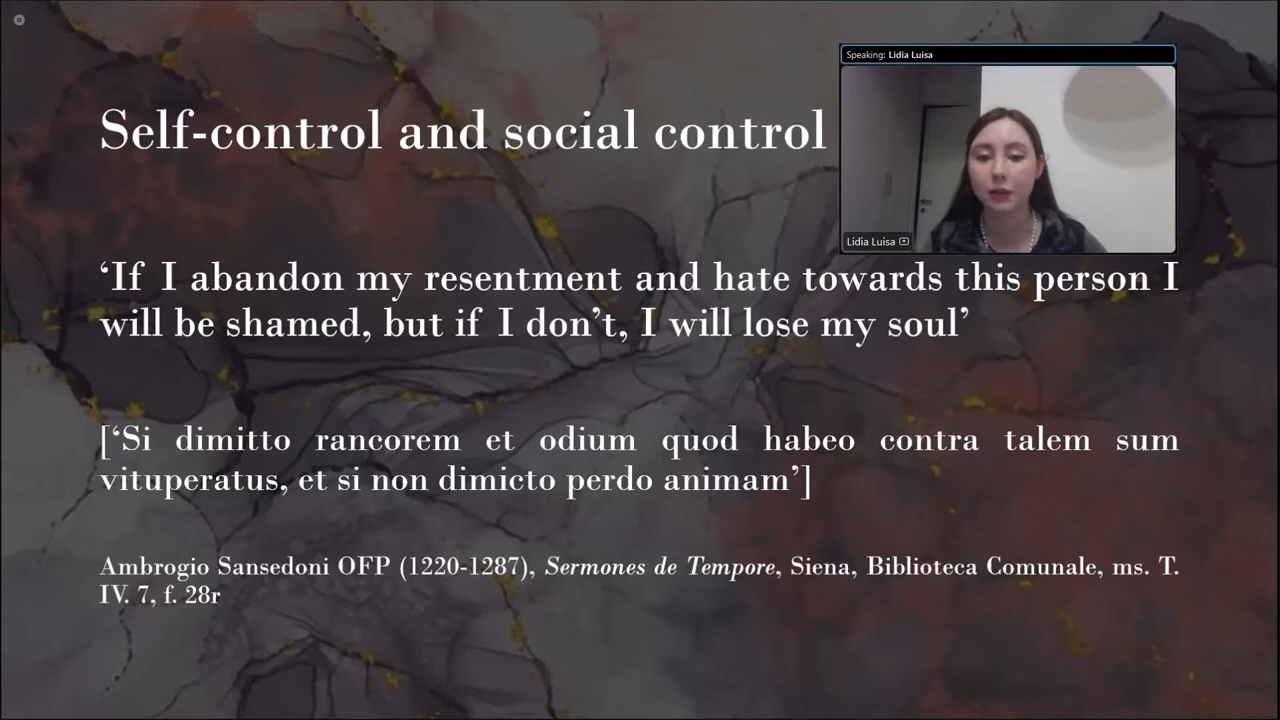 Speaking: Lidia Luisa
Self-control and social control
Lidia Luisa
‘If I abandon my resentment and hate towards this person I
will be shamed, but if I don’t, I will lose my soul’
[‘Si dimitto rancorem et odium quod habeo contra talem sum
vituperatus, et si non dimicto perdo animam’]
Ambrogio Sansedoni OFP (1220-1287), Sermones de Tempore, Siena, Biblioteca Comunale, ms. T.
IV. 7, f. 28r